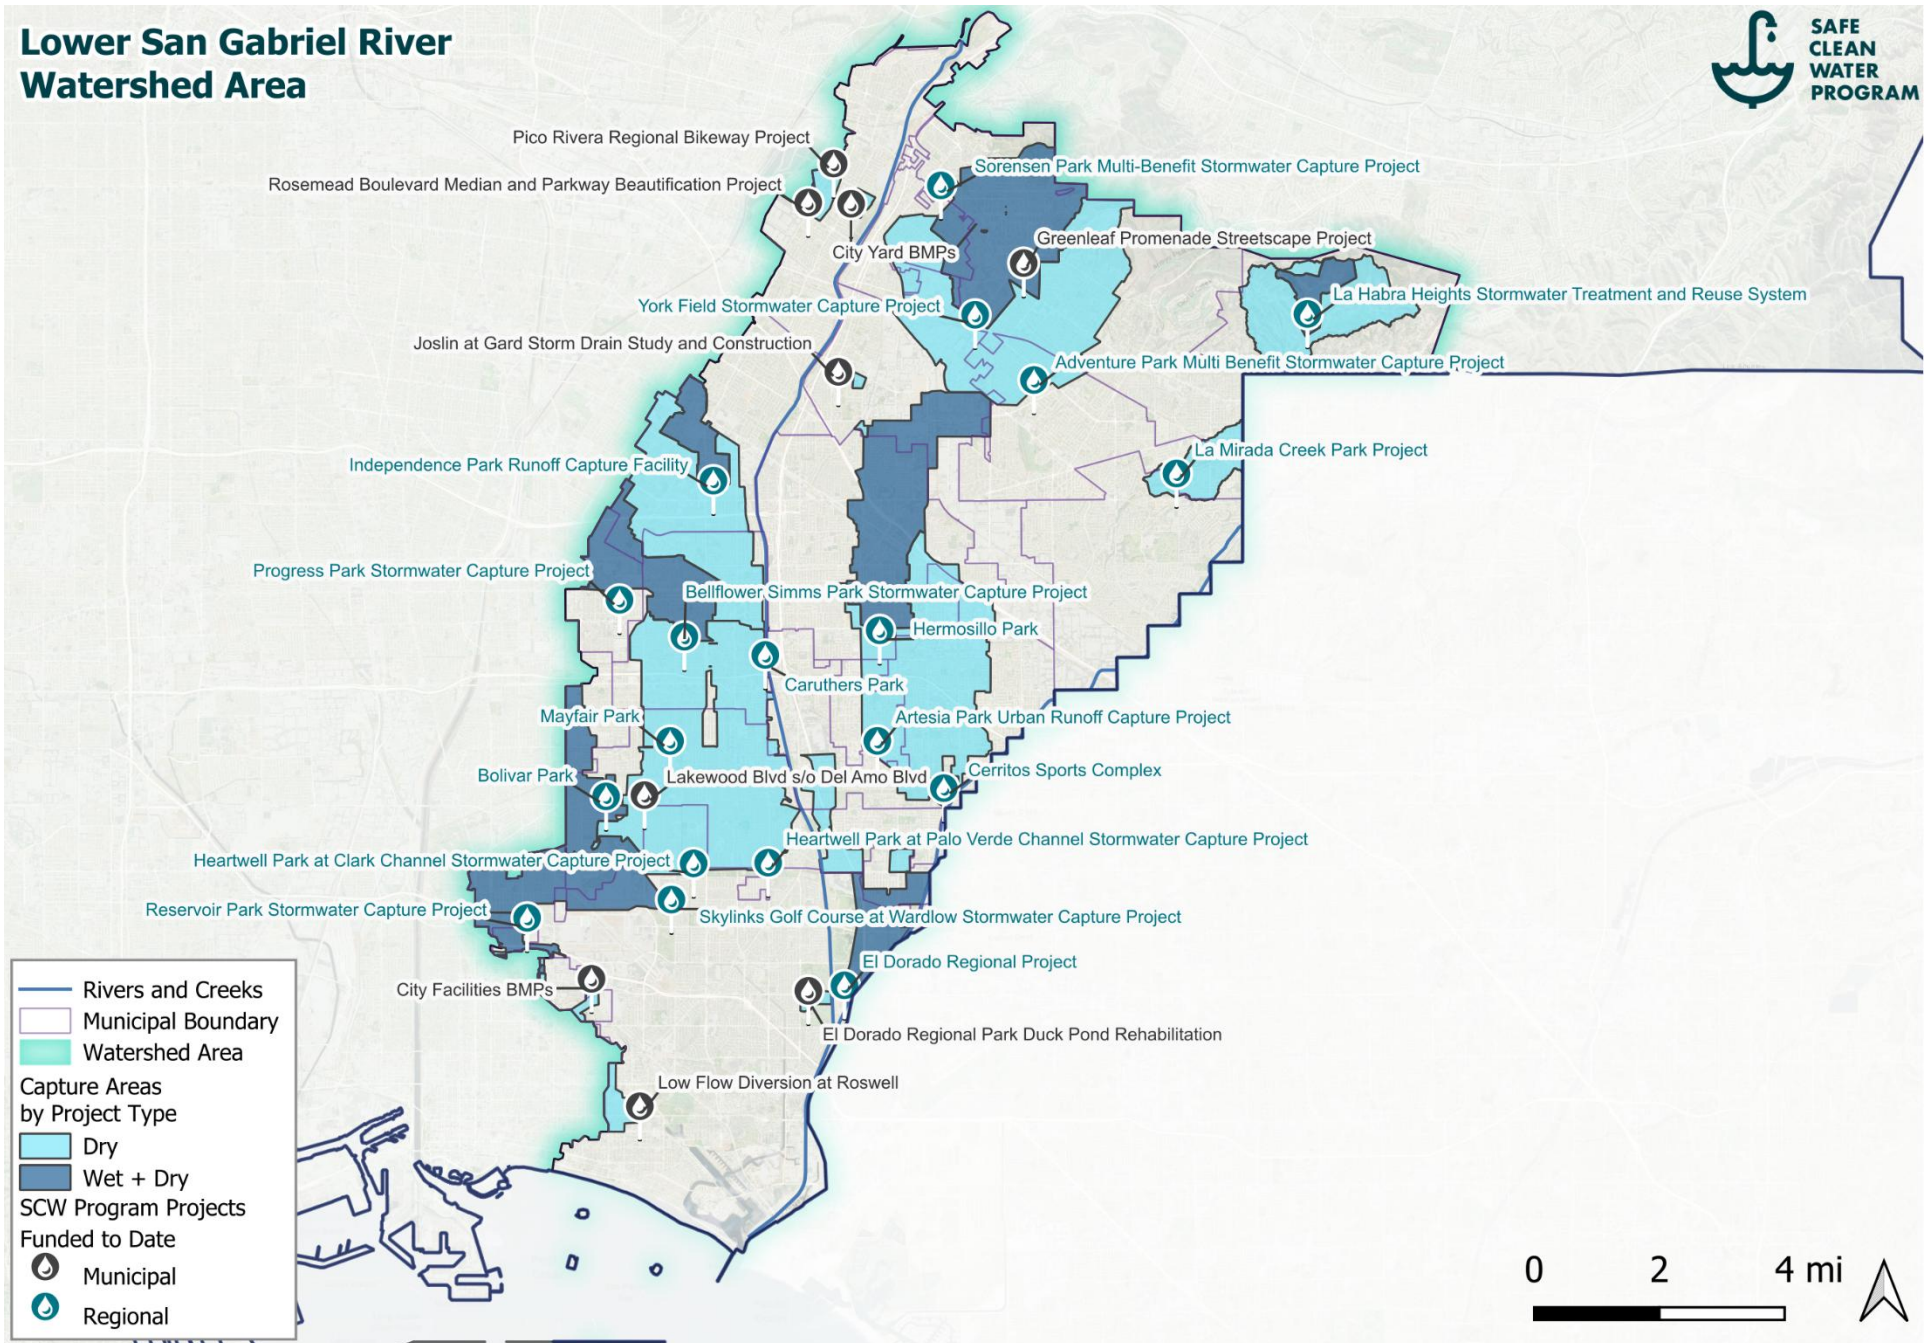 Lower San Gabriel River
Watershed Area
SAFE
CLEAN
WATER
PROGRAM
Pico Rivera Regional Bikeway Project
Sorensen Park Multi-Benefit Stormwater Capture Project
Rosemead Boulevard Median and Parkway Beautification Project
Greenleaf Promenade Streetscape Project
City Yard BMPs
La Habra Heights Stormwater Treatment and Reuse System
York Field Stormwater Capture Project
Joslin at Gard Storm Drain Study and Construction
Adventure Park Multi Benefit Stormwater Capture Project
La Mirada Creek Park Project
Independence Park Runoff Capture Facility
Progress Park Stormwater Capture Project
Bellflower Simms Park Stormwater Capture Project
Hermosillo Park
Caruthers Park
Mayfair Park
Artesia Park Urban Runoff Capture Project
Bolivar Park
Lakewood Blvd s/o Del Amo Blvd
Cerritos Sports Complex
Heartwell Park at Palo Verde Channel Stormwater Capture Project
Heartwell Park at Clark Channel Stormwater Capture Project
Reservoir Park Stormwater Capture Project
Skylinks Golf Course at Wardlow Stormwater Capture Project
El Dorado Regional Project
City Facilities BMPs
El Dorado Regional Park Duck Pond Rehabilitation
Low Flow Diversion at Roswell
Rivers and Creeks
Municipal Boundary
Watershed Area
Capture Areas
by Project Type
Dry
Wet + Dry
SCW Program Projects
Funded to Date
Municipal
Regional
0 2 4 mi